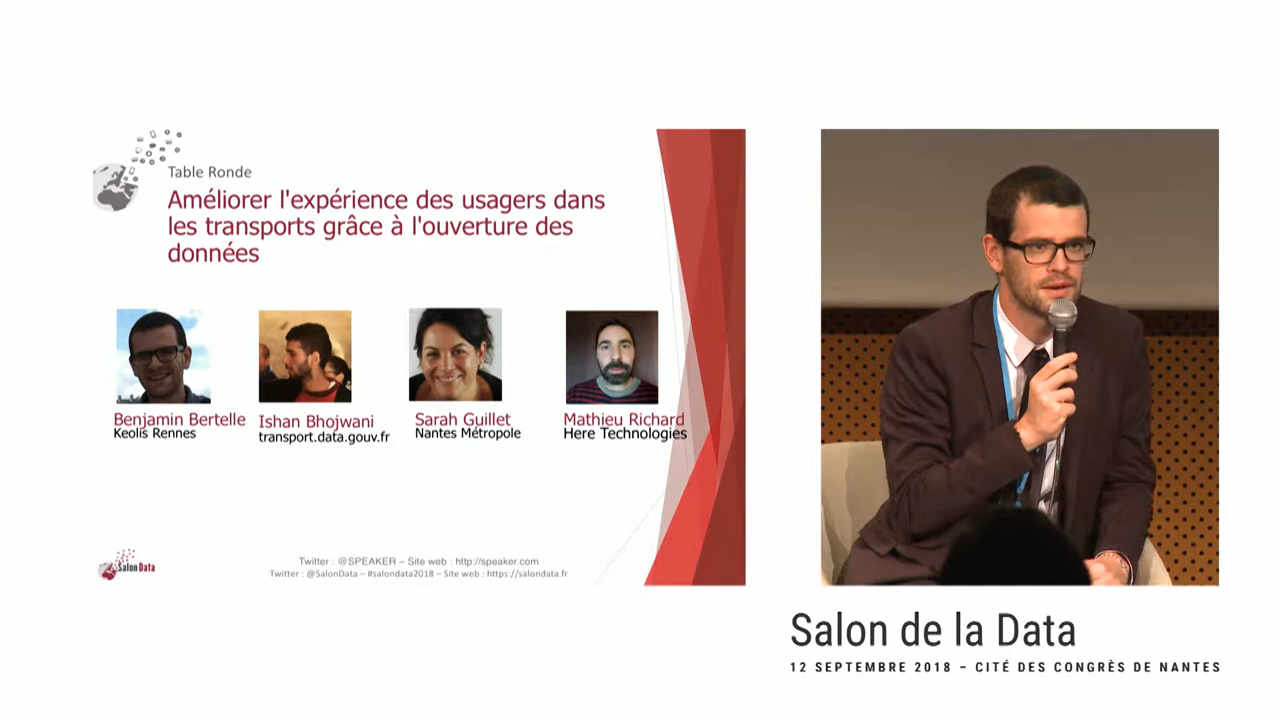 Table Ronde
Améliorer l'expérience des usagers dans
les transports grâce à l'ouverture des
données
Benjamin Bertelle
Keolis Rennes
Ishan Bhojwani
transport.data.gouv.fr
Sarah Guillet
Nantes Métropole
Mathieu Richard
Here Technologies
Salon Data
Twitter : @SPEAKER – Site web : http://speaker.com
Twitter : @SalonData – #salondata2018 – Site web : https://salondata.fr
Salon de la Data
12 SEPTEMBRE 2018 – CITÉ DES CONGRÈS DE NANTES